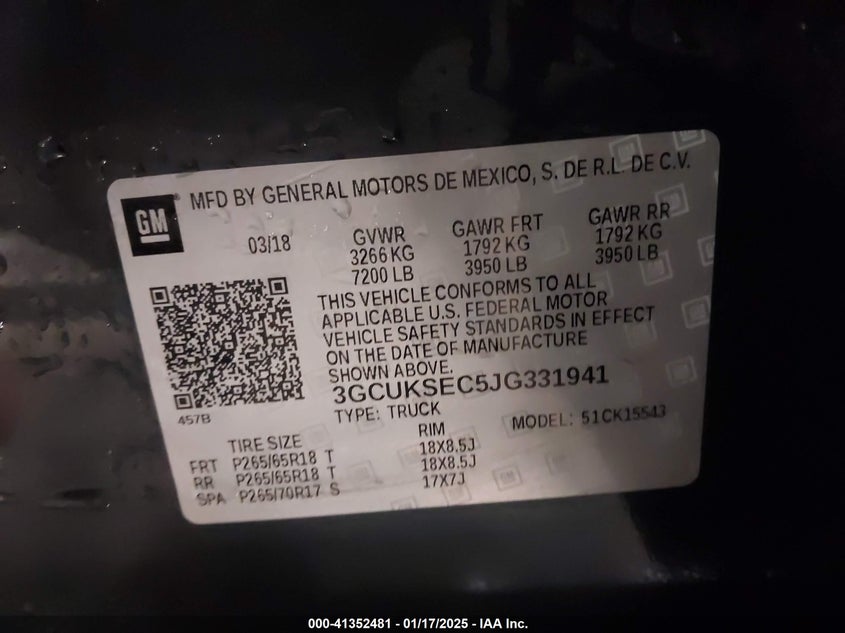 GM
MFD BY GENERAL MOTORS DE MEXICO, S. DE R.L. DE C.V.
03/18 GVWR GAWR FRT GAWR RR
3266 KG 1792 KG 1792 KG
7200 LB 3950 LB 3950 LB
THIS VEHICLE CONFORMS TO ALL
APPLICABLE U.S. FEDERAL MOTOR
VEHICLE SAFETY STANDARDS IN EFFECT
ON THE DATE OF MANUFACTURE
SHOWN ABOVE.
3GCUKSEC5JG331941
457B
TYPE: TRUCK MODEL: 51CK15543
TIRE SIZE RIM
FRT P265/65R18 T 18X8.5J
RR P265/65R18 T 18X8.5J
SPA P265/70R17 S 17X7J
000-41352481 - 01/17/2025 - IAA Inc.